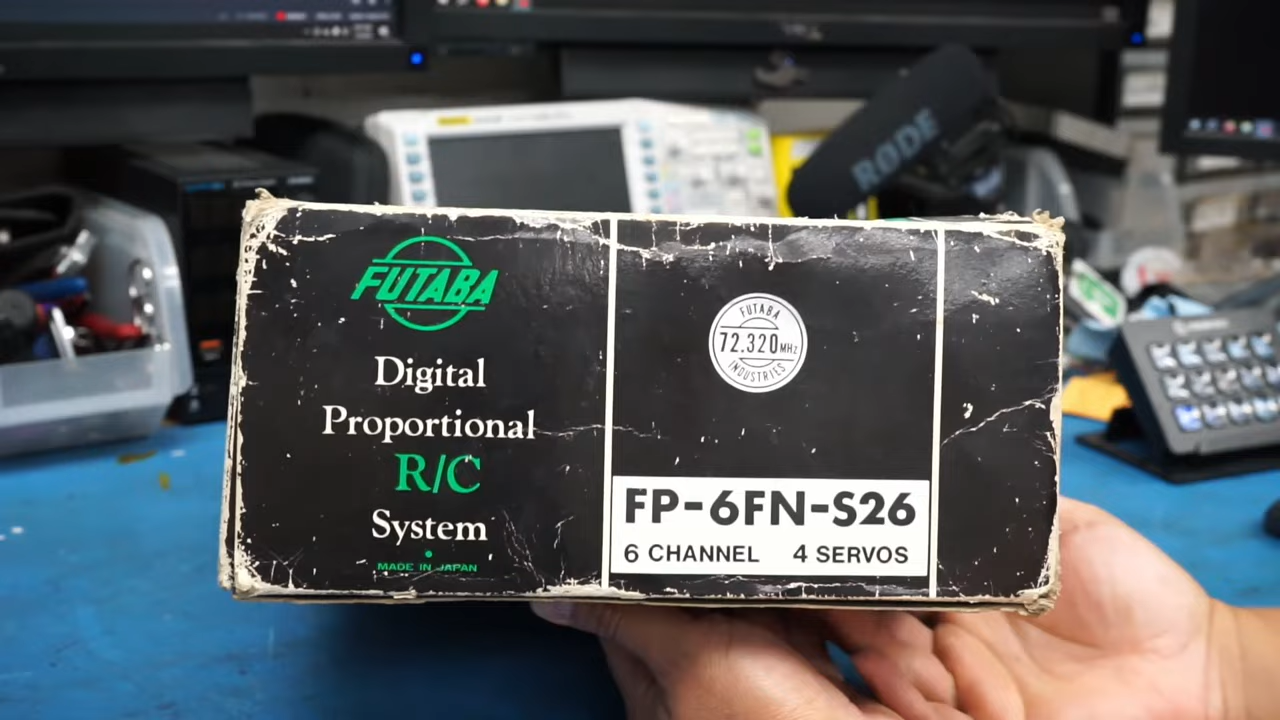 RØDE
FUTABA
Digital
Proportional
R/C
System
MADE IN JAPAN
FUTABA
72.320 MHz
INDUSTRIES
FP-6FN-S26
6 CHANNEL 4 SERVOS